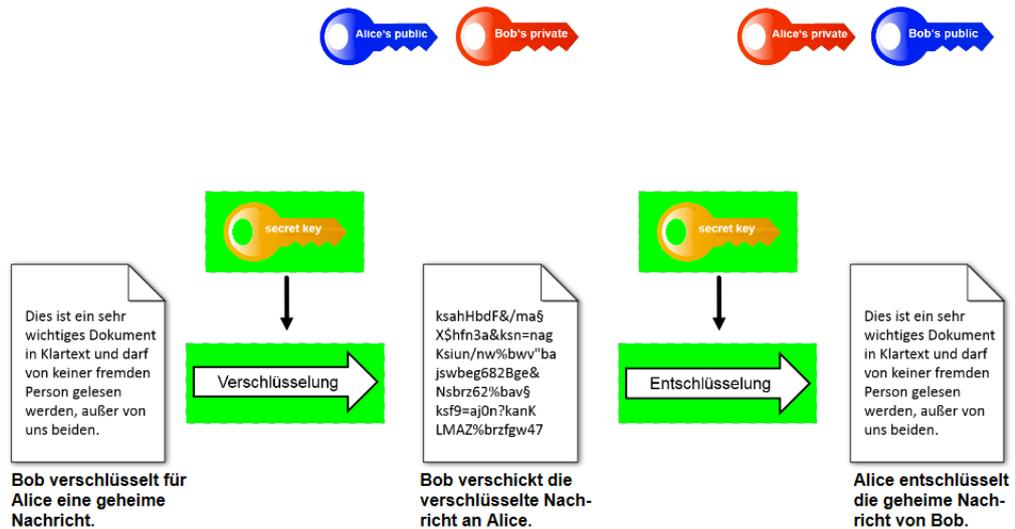 Alice's public
Bob's private
Alice's private
Bob's public
secret key
secret key
Dies ist ein sehr
wichtiges Dokument
in Klartext und darf
von keiner fremden
Person gelesen
werden, außer von
uns beiden.
Verschlüsselung
ksahHbdF&/ma§
X$hfn3a&ksn=nag
Ksiun/nw%bwv"ba
jswbeg682Bge&
Nsbrz62%bav§
ksf9=aj0n?kanK
LMAZ%brzfgw47
Entschlüsselung
Dies ist ein sehr
wichtiges Dokument
in Klartext und darf
von keiner fremden
Person gelesen
werden, außer von
uns beiden.
Bob verschlüsselt für
Alice eine geheime
Nachricht.
Bob verschickt die
verschlüsselte Nach-
richt an Alice.
Alice entschlüsselt
die geheime Nach-
richt von Bob.